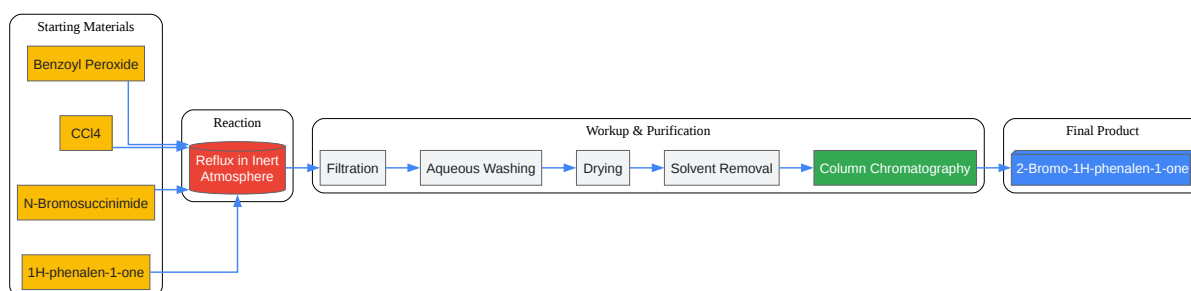 Starting Materials
Benzoyl Peroxide
CCl4
N-Bromosuccinimide
1H-phenalen-1-one
Reaction
Reflux in Inert
Atmosphere
Workup & Purification
Filtration
Aqueous Washing
Drying
Solvent Removal
Column Chromatography
Final Product
2-Bromo-1H-phenalen-1-one